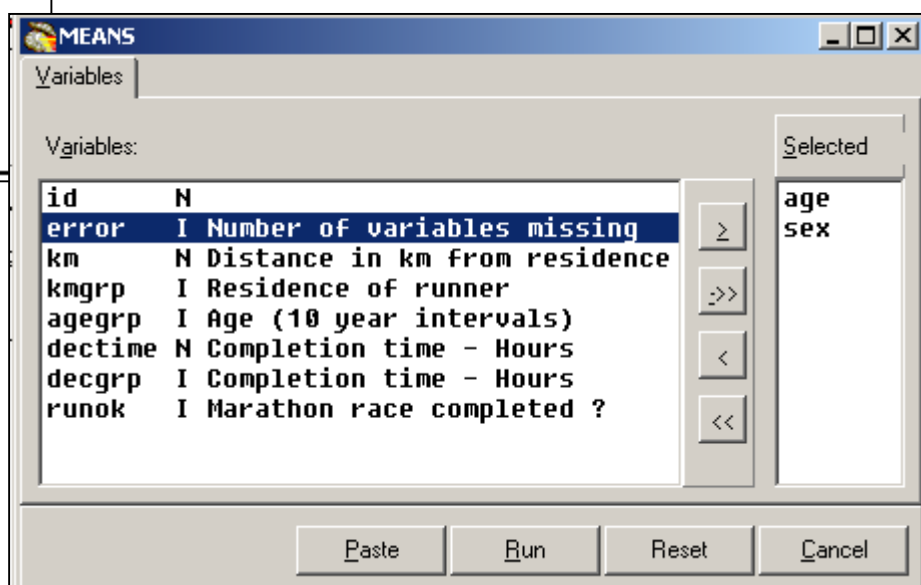 MEANS
Variables
Variables:
Selected
id N
error I Number of variables missing
km N Distance in km from residence
kmgrp I Residence of runner
agegrp I Age (10 year intervals)
dectime N Completion time - Hours
decgrp I Completion time - Hours
runok I Marathon race completed ?
>
->>
<
<<
age
sex
Paste
Run
Reset
Cancel